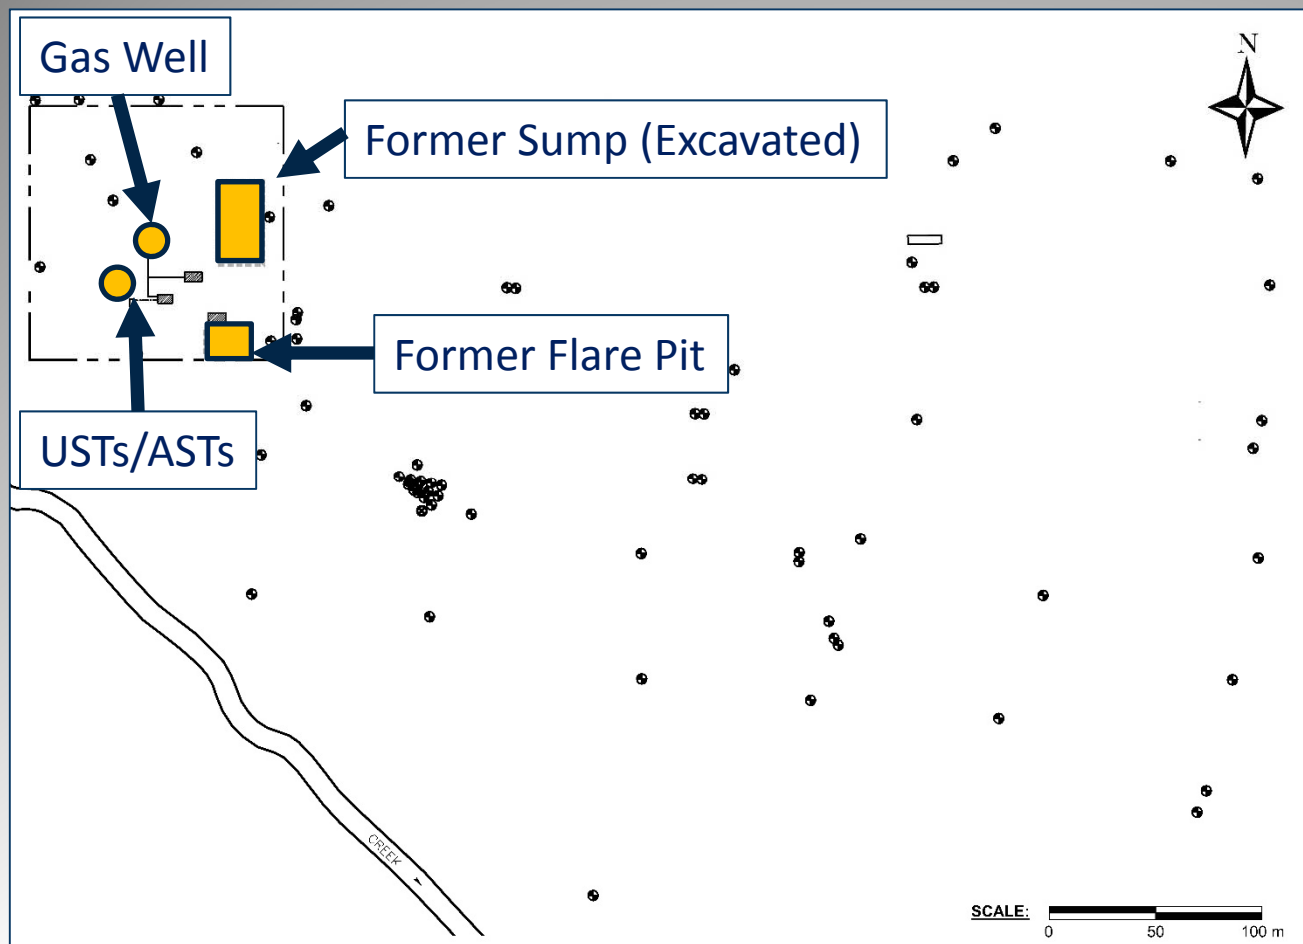 Gas Well
N
Former Sump (Excavated)
Former Flare Pit
USTs/ASTs
CREEK
SCALE:
0 50 100 m